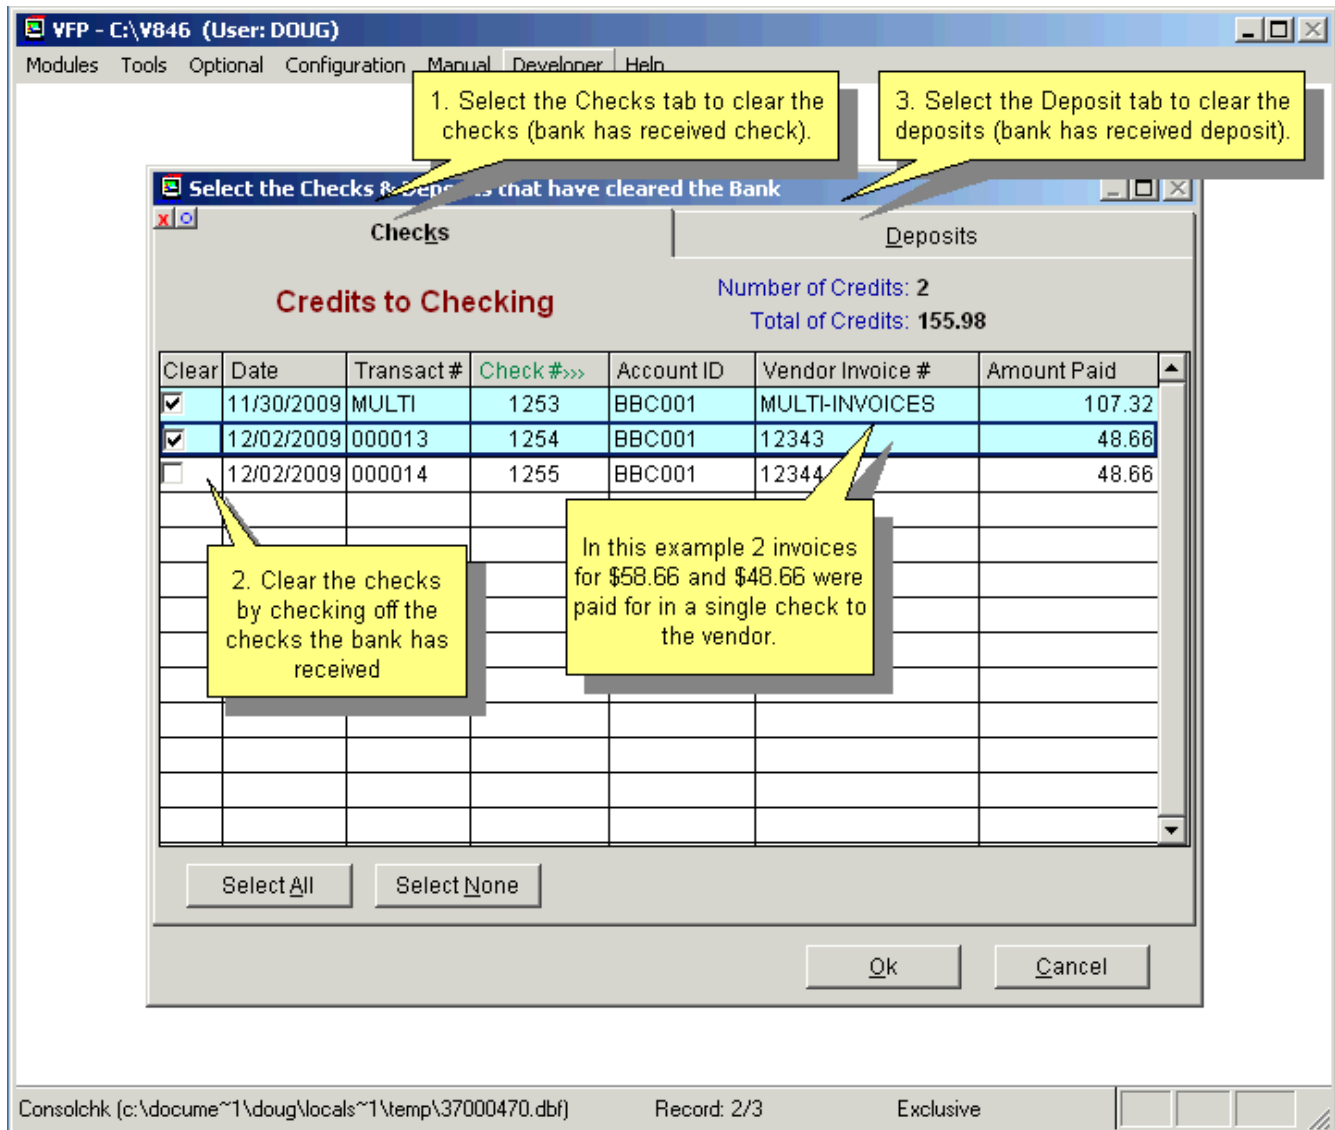 VFP - C:\V846 (User: DOUG)
Modules Tools Optional Configuration Manual Developer Help
1. Select the Checks tab to clear the
checks (bank has received check).
3. Select the Deposit tab to clear the
deposits (bank has received deposit).
Select the Checks & Deposits that have cleared the Bank
x o
Checks
Deposits
Credits to Checking
Number of Credits: 2
Total of Credits: 155.98
Clear Date Transact # Check #>>> Account ID Vendor Invoice # Amount Paid
11/30/2009 MULTI 1253 BBC001 MULTI-INVOICES 107.32
12/02/2009 000013 1254 BBC001 12343 48.66
12/02/2009 000014 1255 BBC001 12344 48.66
2. Clear the checks
by checking off the
checks the bank has
received
In this example 2 invoices
for $58.66 and $48.66 were
paid for in a single check to
the vendor.
Select All Select None
Ok Cancel
Consolchk (c:\docume~1\doug\locals~1\temp\37000470.dbf) Record: 2/3 Exclusive